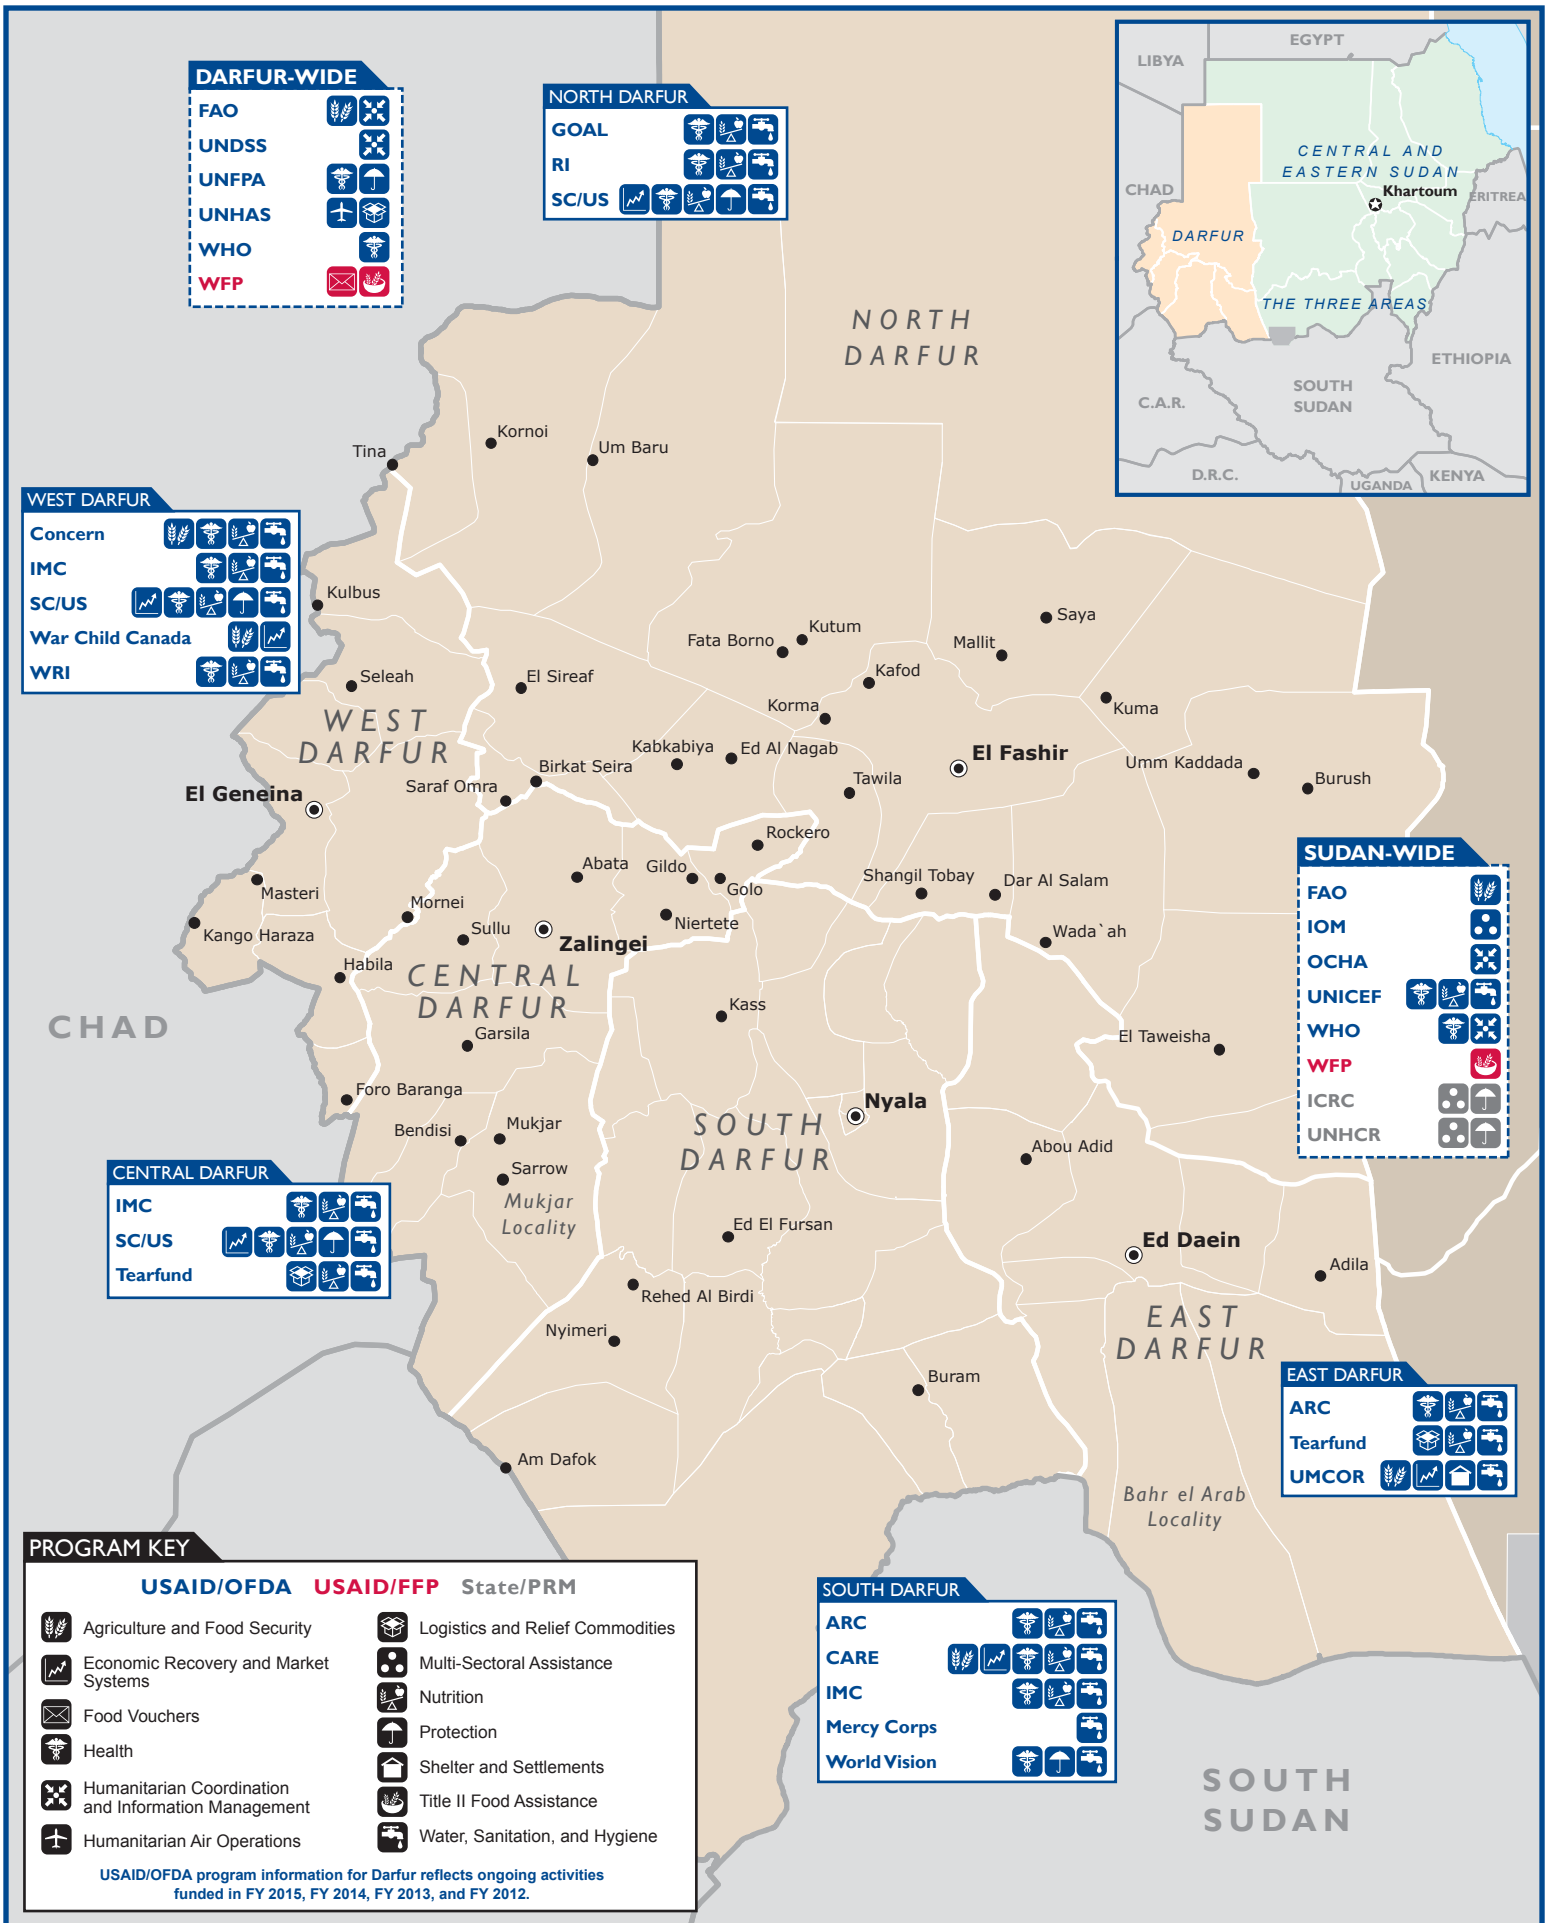 DARFUR-WIDE
FAO
UNDSS
UNFPA
UNHAS
WHO
WFP
NORTH DARFUR
GOAL
RI
SC/US
EGYPT
LIBYA
CENTRAL AND
EASTERN SUDAN
Khartoum
CHAD
ERITREA
DARFUR
THE THREE AREAS
ETHIOPIA
SOUTH
SUDAN
C.A.R.
D.R.C.
UGANDA
KENYA
NORTH
DARFUR
Kornoi
Um Baru
Tina
WEST DARFUR
Concern
IMC
SC/US
War Child Canada
WRI
Kulbus
Seleah
El Sireaf
Fata Borno
Kutum
Saya
Mallit
Kafod
Korma
Kuma
WEST
DARFUR
Kabkabiya
Ed Al Nagab
El Fashir
Umm Kaddada
Burush
Birkat Seira
Saraf Omra
Tawila
El Geneina
Rockero
Abata
Gildo
Golo
Shangil Tobay
Dar Al Salam
Masteri
Mornei
Niertete
Kango Haraza
Sullu
Zalingei
Wada`ah
Habila
CENTRAL
DARFUR
Kass
CHAD
Garsila
El Taweisha
Foro Baranga
Nyala
Bendisi
Mukjar
SOUTH
DARFUR
Abou Adid
Sarrow
Mukjar
Locality
Ed El Fursan
Ed Daein
Adila
Rehed Al Birdi
Nyimeri
EAST
DARFUR
Buram
Am Dafok
Bahr el Arab
Locality
SUDAN-WIDE
FAO
IOM
OCHA
UNICEF
WHO
WFP
ICRC
UNHCR
CENTRAL DARFUR
IMC
SC/US
Tearfund
EAST DARFUR
ARC
Tearfund
UMCOR
SOUTH DARFUR
ARC
CARE
IMC
Mercy Corps
World Vision
SOUTH
SUDAN
PROGRAM KEY
USAID/OFDA USAID/FFP State/PRM
Agriculture and Food Security
Economic Recovery and Market
Systems
Food Vouchers
Health
Humanitarian Coordination
and Information Management
Humanitarian Air Operations
Logistics and Relief Commodities
Multi-Sectoral Assistance
Nutrition
Protection
Shelter and Settlements
Title II Food Assistance
Water, Sanitation, and Hygiene
USAID/OFDA program information for Darfur reflects ongoing activities
funded in FY 2015, FY 2014, FY 2013, and FY 2012.